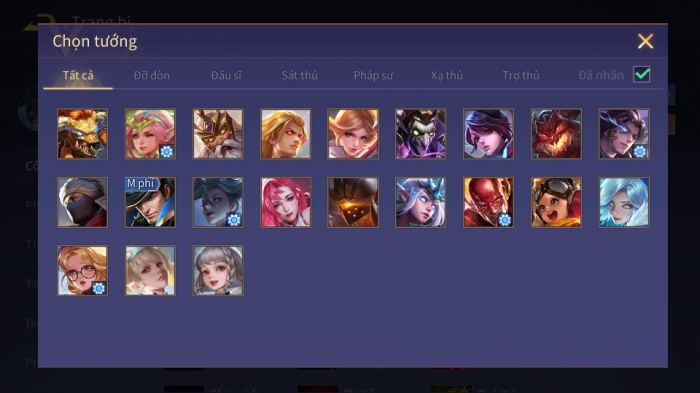 Trang bị
Chọn tướng
Tất cả
Đỡ đòn
Đấu sĩ
Sát thủ
Pháp sư
Xạ thủ
Trợ thủ
Đã nhận
M phí